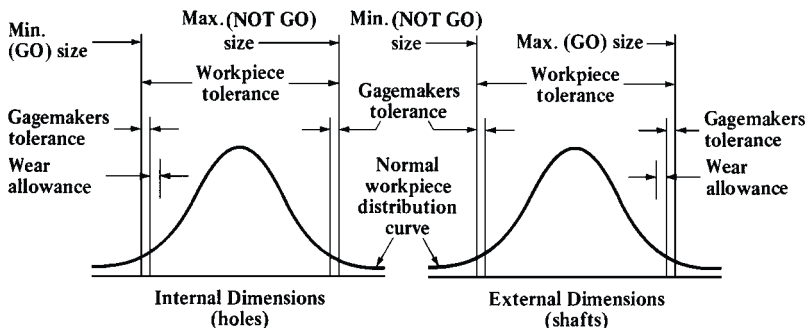 Min.
(GO) size
Max. (NOT GO)
size
Workpiece
tolerance
Gagemakers
tolerance
Wear
allowance
Internal Dimensions
(holes)
Min. (NOT GO)
size
Gagemakers
tolerance
Normal
workpiece
distribution
curve
Max. (GO) size
Workpiece
tolerance
Gagemakers
tolerance
Wear
allowance
External Dimensions
(shafts)